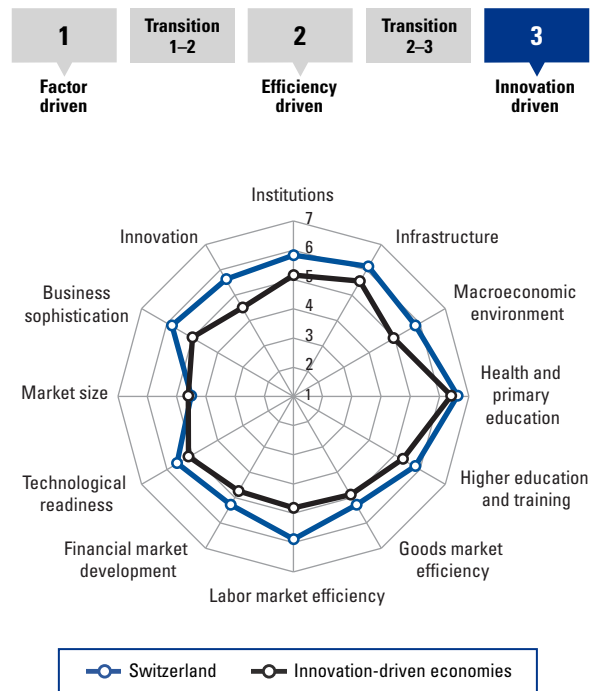 1
Transition
1–2
2
Transition
2–3
3
Factor
driven
Efficiency
driven
Innovation
driven
Institutions
7
Innovation
6
Infrastructure
5
Business
sophistication
4
Macroeconomic
environment
3
2
Market size
1
Health and
primary
education
Technological
readiness
Higher education
and training
Financial market
development
Goods market
efficiency
Labor market efficiency
Switzerland
Innovation-driven economies